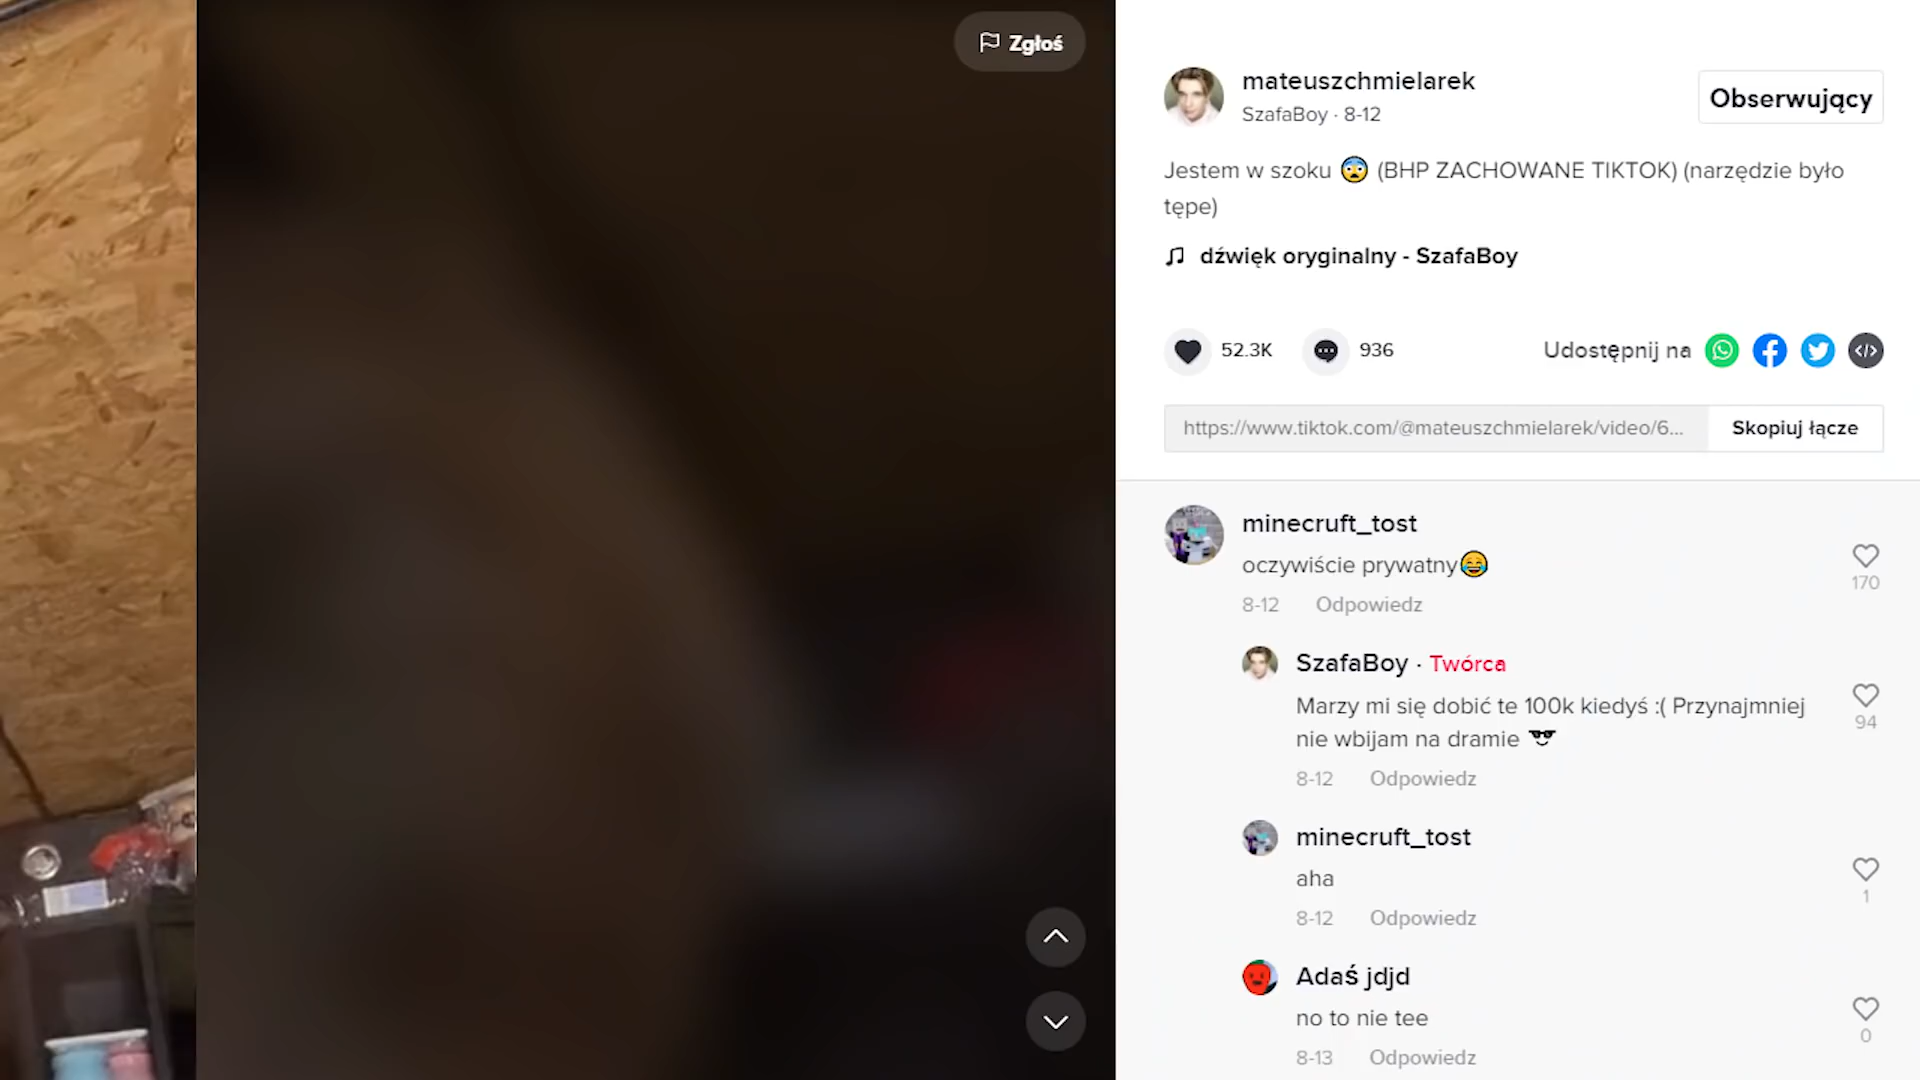 Zgłoś
mateuszchmielarek
SzafaBoy · 8-12
Obserwujący
Jestem w szoku 😨 (BHP ZACHOWANE TIKTOK) (narzędzie było
tępe)
dźwięk oryginalny - SzafaBoy
52.3K
936
Udostępnij na
https://www.tiktok.com/@mateuszchmielarek/video/6...
Skopiuj łącze
minecruft_tost
oczywiście prywatny😂
170
8-12 Odpowiedz
SzafaBoy · Twórca
Marzy mi się dobić te 100k kiedyś :( Przynajmniej
nie wbijam na dramie 🕶
94
8-12 Odpowiedz
minecruft_tost
aha
1
8-12 Odpowiedz
Adaś jdjd
no to nie tee
0
8-13 Odpowiedz